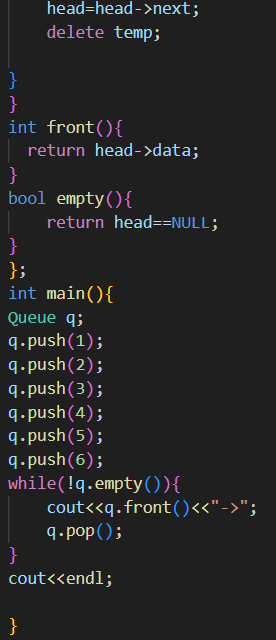 head=head->next;
delete temp;
}
}
int front(){
return head->data;
}
bool empty(){
return head==NULL;
}
};
int main(){
Queue q;
q.push(1);
q.push(2);
q.push(3);
q.push(4);
q.push(5);
q.push(6);
while(!q.empty()){
cout<<q.front()<<"->";
q.pop();
}
cout<<endl;
}